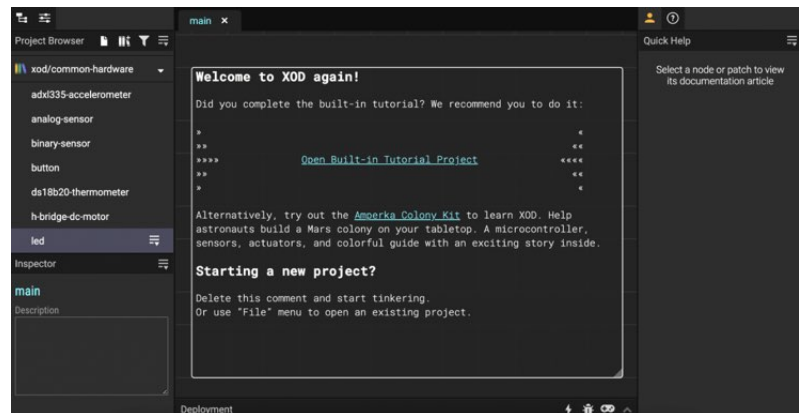 main ×
Project Browser
Quick Help
xod/common-hardware
adxl335-accelerometer
analog-sensor
binary-sensor
button
ds18b20-thermometer
h-bridge-dc-motor
led
Inspector
main
Description
Welcome to XOD again!
Did you complete the built-in tutorial? We recommend you to do it:
» «
»» ««
»»»» Open Built-in Tutorial Project ««««
»» ««
» «
Alternatively, try out the Amperka Colony Kit to learn XOD. Help
astronauts build a Mars colony on your tabletop. A microcontroller,
sensors, actuators, and colorful guide with an exciting story inside.
Starting a new project?
Delete this comment and start tinkering.
Or use "File" menu to open an existing project.
Deployment
Select a node or patch to view
its documentation article